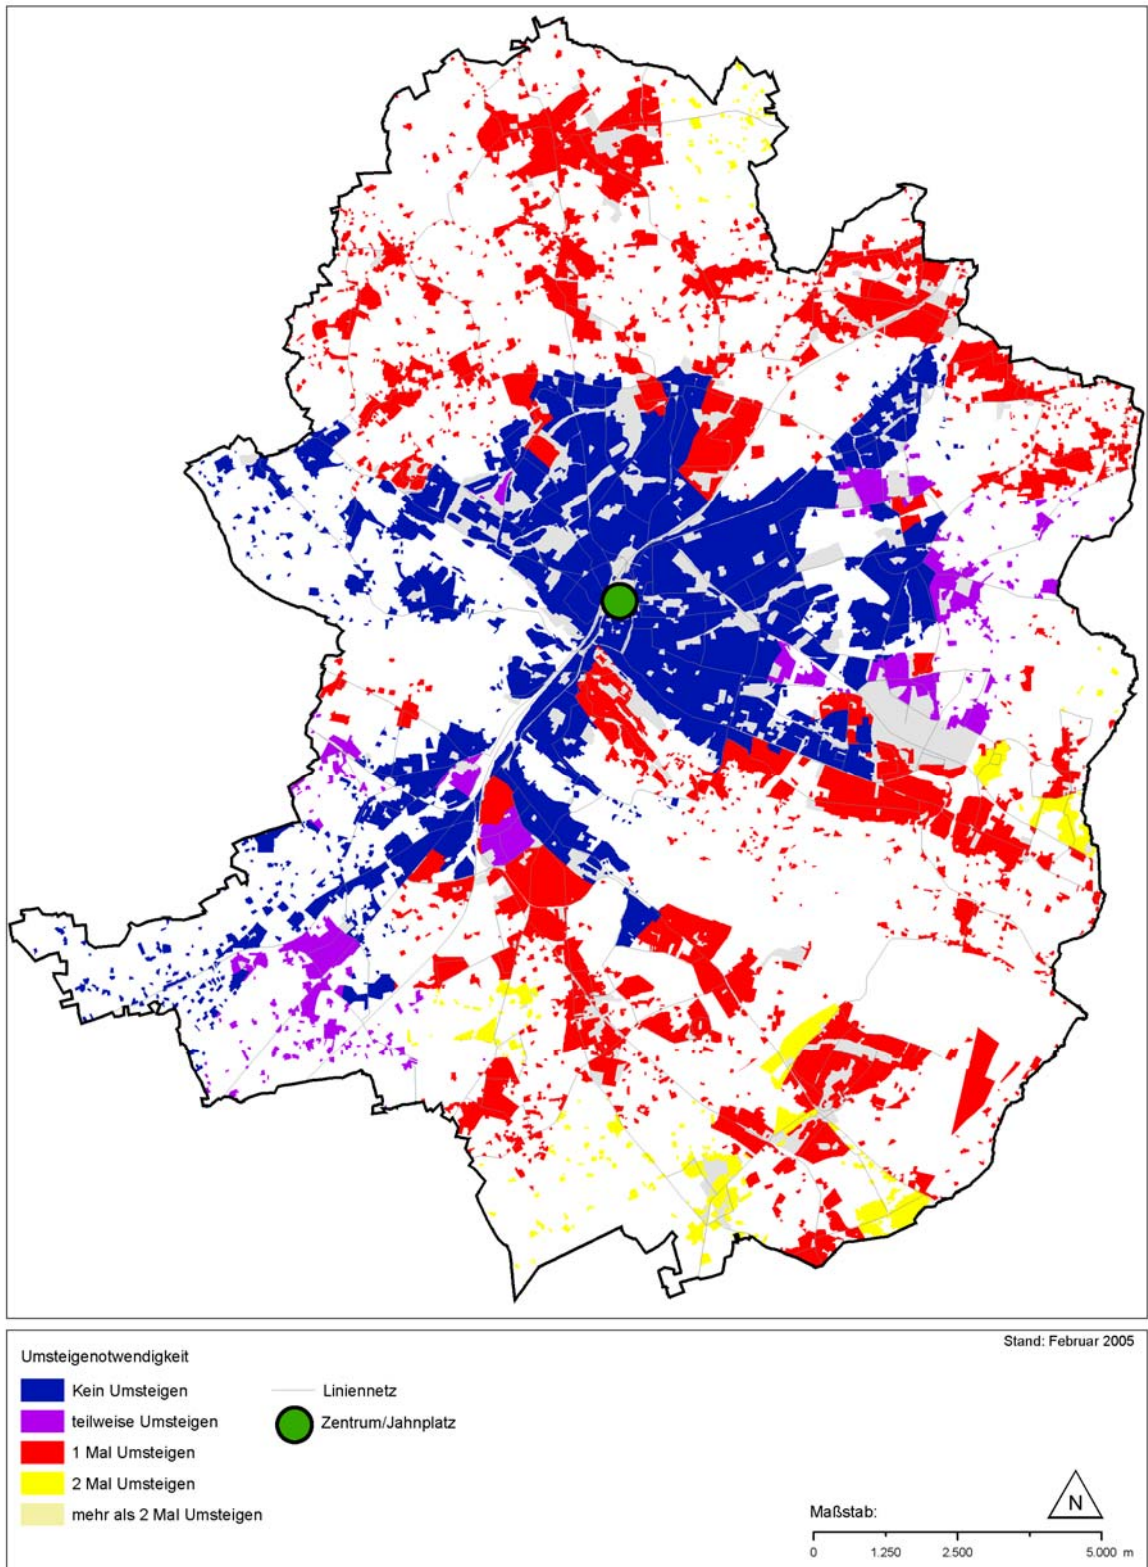 Stand: Februar 2005
Umsteigenotwendigkeit
Kein Umsteigen
teilweise Umsteigen
1 Mal Umsteigen
2 Mal Umsteigen
mehr als 2 Mal Umsteigen
Liniennetz
Zentrum/Jahnplatz
N
Maßstab:
0 1.250 2.500 5.000 m